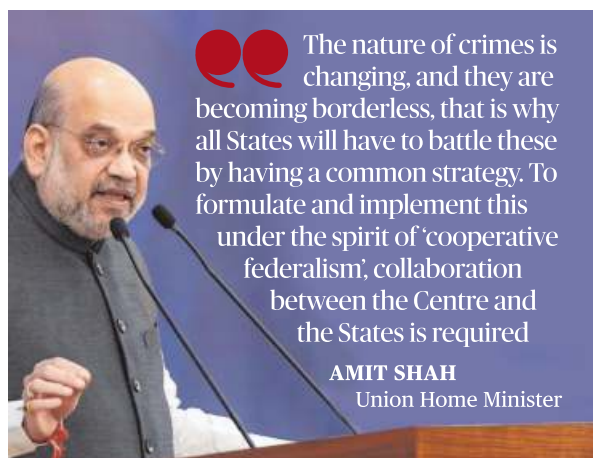 The nature of crimes is
changing, and they are
becoming borderless, that is why
all States will have to battle these
by having a common strategy. To
formulate and implement this
under the spirit of ‘cooperative
federalism’, collaboration
between the Centre and
the States is required
AMIT SHAH
Union Home Minister